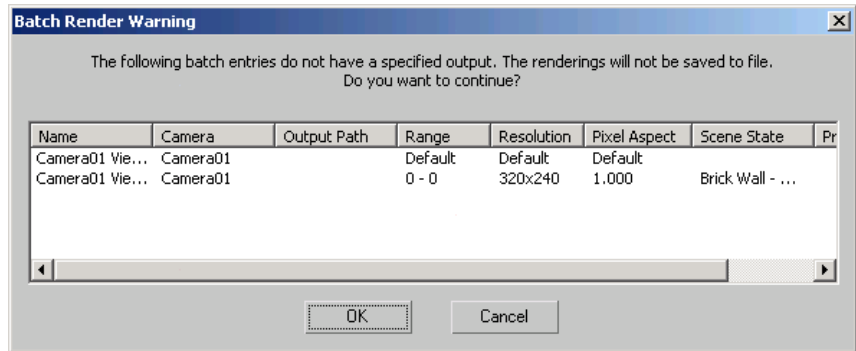 Batch Render Warning
The following batch entries do not have a specified output. The renderings will not be saved to file.
Do you want to continue?
Name Camera Output Path Range Resolution Pixel Aspect Scene State Pr
Camera01 Vie... Camera01 Default Default Default
Camera01 Vie... Camera01 0 - 0 320x240 1.000 Brick Wall - ...
OK Cancel